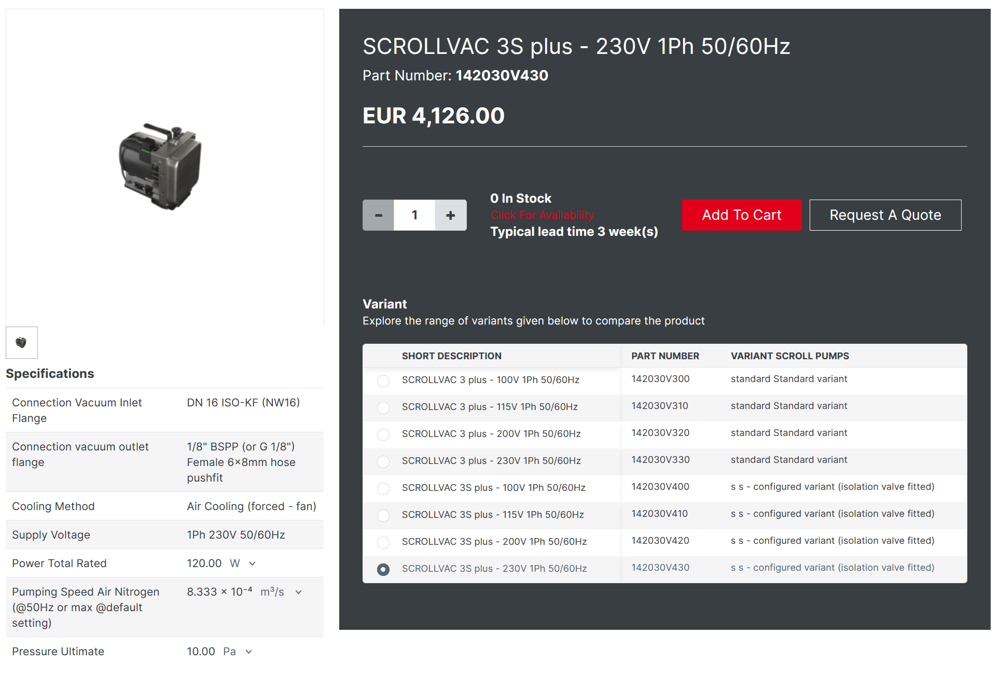 SCROLLVAC 3S plus - 230V 1Ph 50/60Hz
Part Number: 142030V430
EUR 4,126.00
- 1 +
0 In Stock
Click For Availability
Typical lead time 3 week(s)
Add To Cart
Request A Quote
Variant
Explore the range of variants given below to compare the product
SHORT DESCRIPTION PART NUMBER VARIANT SCROLL PUMPS
SCROLLVAC 3 plus - 100V 1Ph 50/60Hz 142030V300 standard Standard variant
SCROLLVAC 3 plus - 115V 1Ph 50/60Hz 142030V310 standard Standard variant
SCROLLVAC 3 plus - 200V 1Ph 50/60Hz 142030V320 standard Standard variant
SCROLLVAC 3 plus - 230V 1Ph 50/60Hz 142030V330 standard Standard variant
SCROLLVAC 3S plus - 100V 1Ph 50/60Hz 142030V400 s s - configured variant (isolation valve fitted)
SCROLLVAC 3S plus - 115V 1Ph 50/60Hz 142030V410 s s - configured variant (isolation valve fitted)
SCROLLVAC 3S plus - 200V 1Ph 50/60Hz 142030V420 s s - configured variant (isolation valve fitted)
SCROLLVAC 3S plus - 230V 1Ph 50/60Hz 142030V430 s s - configured variant (isolation valve fitted)
Specifications
Connection Vacuum Inlet DN 16 ISO-KF (NW16)
Flange
Connection vacuum outlet 1/8" BSPP (or G 1/8")
flange Female 6×8mm hose
pushfit
Cooling Method Air Cooling (forced - fan)
Supply Voltage 1Ph 230V 50/60Hz
Power Total Rated 120.00 W
Pumping Speed Air Nitrogen 8.333 × 10⁻⁴ m³/s
(@50Hz or max @default
setting)
Pressure Ultimate 10.00 Pa